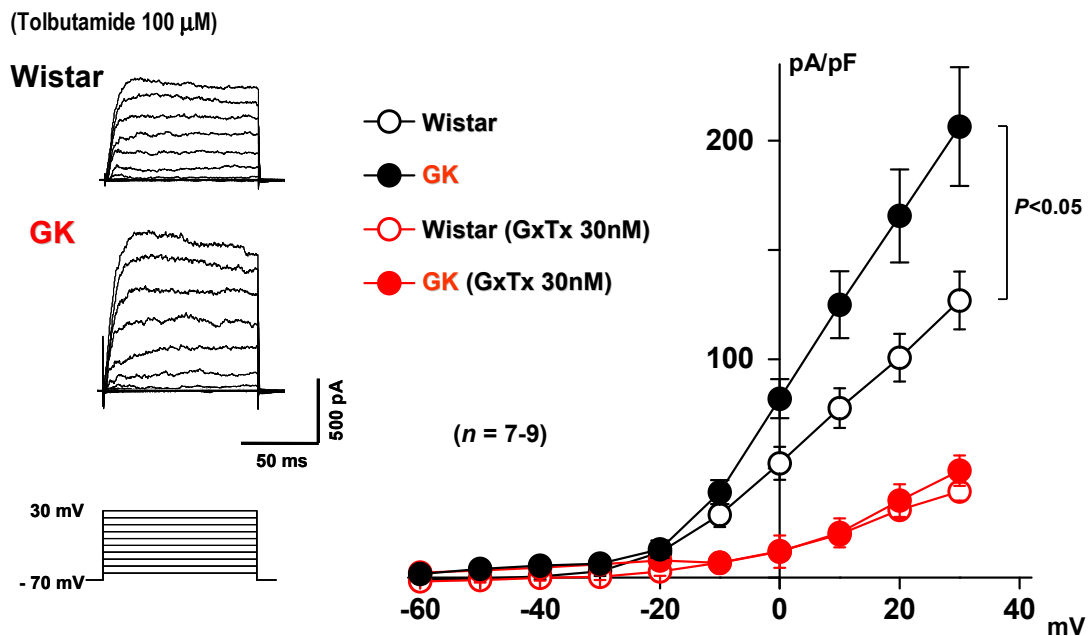 (Tolbutamide 100 μM)
Wistar
GK
500 pA
50 ms
30 mV
- 70 mV
Wistar
GK
Wistar (GxTx 30nM)
GK (GxTx 30nM)
(n = 7-9)
pA/pF
200
100
P<0.05
-60
-40
-20
0
20
40
mV